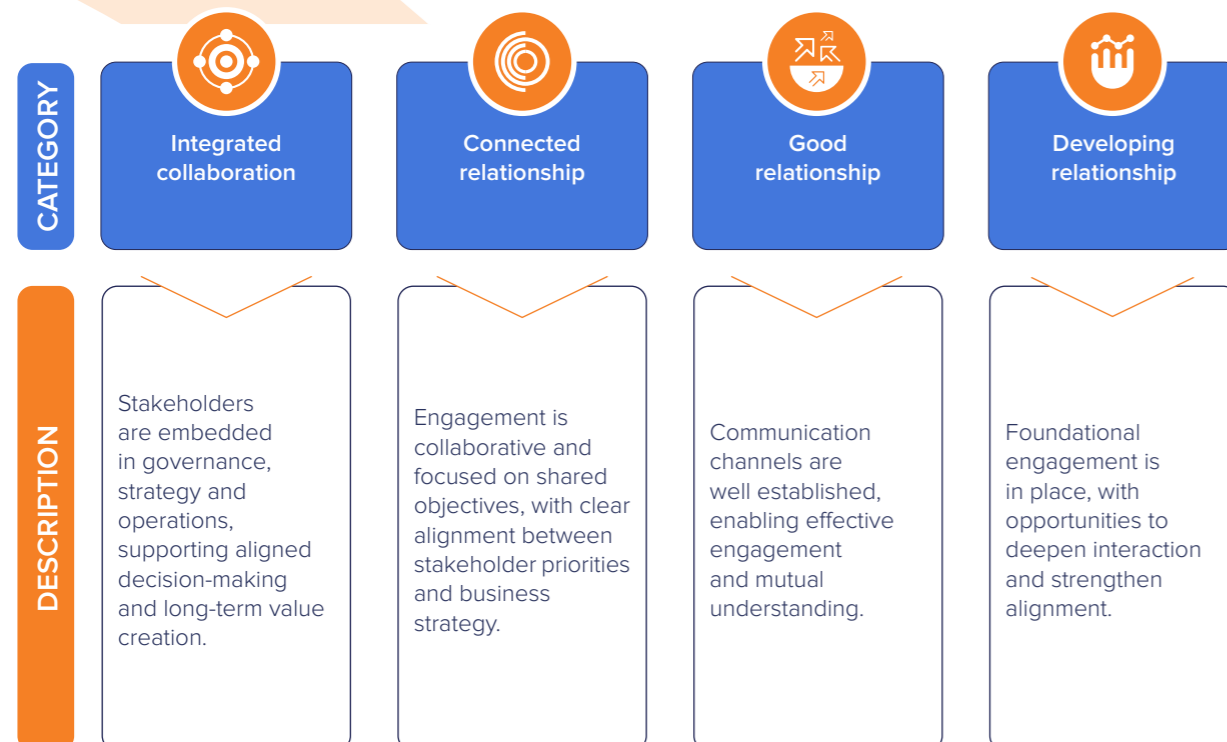 CATEGORY
Integrated
collaboration
Connected
relationship
Good
relationship
Developing
relationship
DESCRIPTION
Stakeholders
are embedded
in governance,
strategy and
operations,
supporting aligned
decision-making
and long-term value
creation.
Engagement is
collaborative and
focused on shared
objectives, with clear
alignment between
stakeholder priorities
and business
strategy.
Communication
channels are
well established,
enabling effective
engagement
and mutual
understanding.
Foundational
engagement is
in place, with
opportunities to
deepen interaction
and strengthen
alignment.